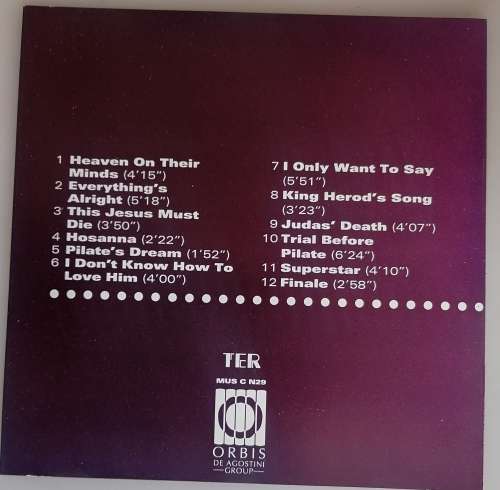 1 Heaven On Their
Minds (4'15")
2 Everything's
Alright (5'18")
3 This Jesus Must
Die (3'50")
4 Hosanna (2'22")
5 Pilate's Dream (1'52")
6 I Don't Know How To
Love Him (4'00")
7 I Only Want To Say
(5'51")
8 King Herod's Song
(3'23")
9 Judas' Death (4'07")
10 Trial Before
Pilate (6'24")
11 Superstar (4'10")
12 Finale (2'58")
TER
MUS C N29
ORBIS
DE AGOSTINI
GROUP